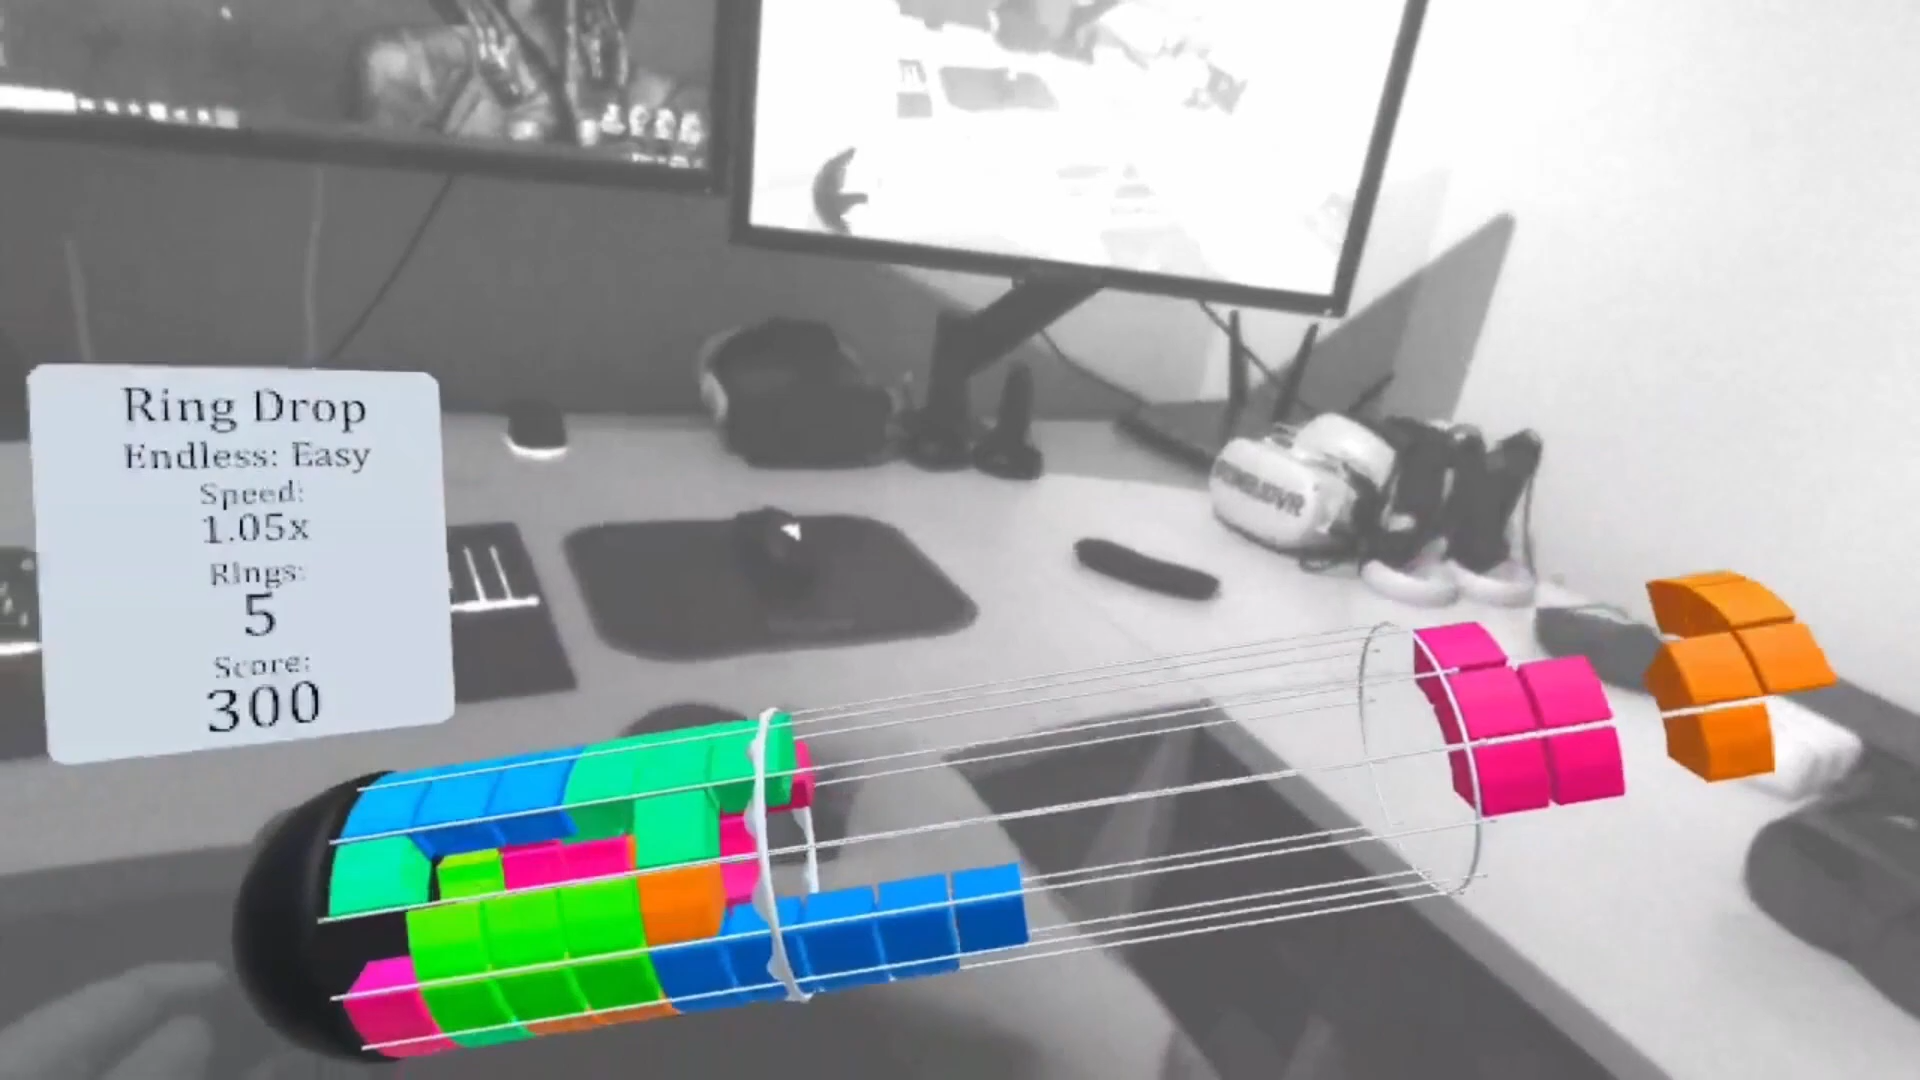 Ring Drop
Endless: Easy
Speed:
1.05x
Rings:
5
Score:
300